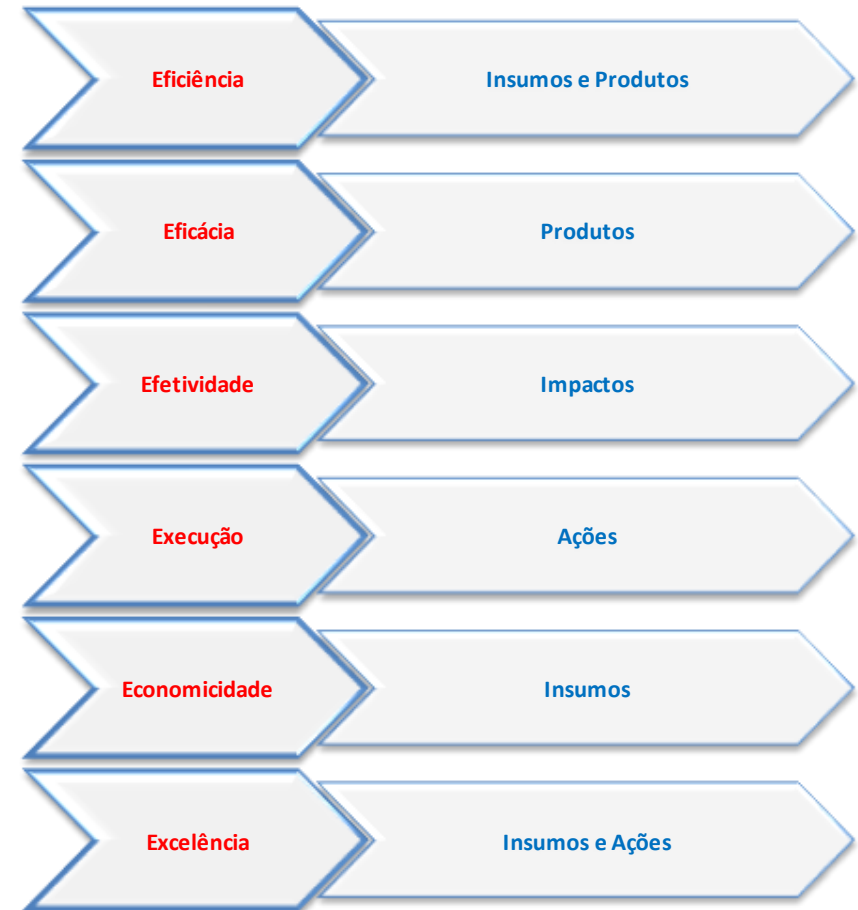 Eficiência
Insumos e Produtos
Eficácia
Produtos
Efetividade
Impactos
Execução
Ações
Economicidade
Insumos
Excelência
Insumos e Ações